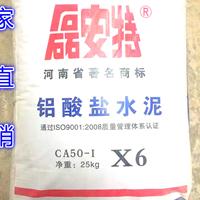 磊安特®
河南省著名商标
铝酸盐水泥
通过ISO9001:2008质量管理体系认证
CA50-I
净重:25kg
X6
家
直
消